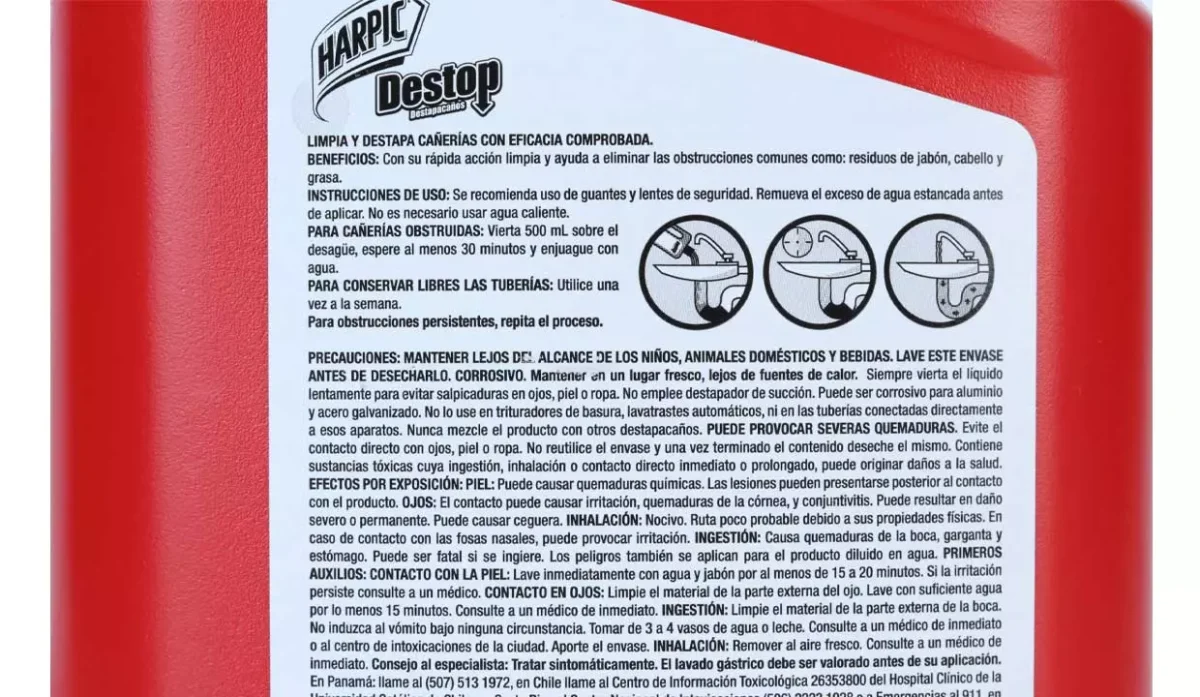 HARPIC
Destop
Destapacaños
LIMPIA Y DESTAPA CAÑERÍAS CON EFICACIA COMPROBADA.
BENEFICIOS: Con su rápida acción limpia y ayuda a eliminar las obstrucciones comunes como: residuos de jabón, cabello y
grasa.
INSTRUCCIONES DE USO: Se recomienda uso de guantes y lentes de seguridad. Remueva el exceso de agua estancada antes
de aplicar. No es necesario usar agua caliente.
PARA CAÑERÍAS OBSTRUIDAS: Vierta 500 mL sobre el
desagüe, espere al menos 30 minutos y enjuague con
agua.
PARA CONSERVAR LIBRES LAS TUBERÍAS: Utilice una
vez a la semana.
Para obstrucciones persistentes, repita el proceso.
PRECAUCIONES: MANTENER LEJOS DEL ALCANCE DE LOS NIÑOS, ANIMALES DOMÉSTICOS Y BEBIDAS. LAVE ESTE ENVASE
ANTES DE DESECHARLO. CORROSIVO. Mantener en un lugar fresco, lejos de fuentes de calor. Siempre vierta el líquido
lentamente para evitar salpicaduras en ojos, piel o ropa. No emplee destapador de succión. Puede ser corrosivo para aluminio
y acero galvanizado. No lo use en trituradores de basura, lavatrastes automáticos, ni en las tuberías conectadas directamente
a esos aparatos. Nunca mezcle el producto con otros destapacaños. PUEDE PROVOCAR SEVERAS QUEMADURAS. Evite el
contacto directo con ojos, piel o ropa. No reutilice el envase y una vez terminado el contenido deseche el mismo. Contiene
sustancias tóxicas cuya ingestión, inhalación o contacto directo inmediato o prolongado, puede originar daños a la salud.
EFECTOS POR EXPOSICIÓN: PIEL: Puede causar quemaduras químicas. Las lesiones pueden presentarse posterior al contacto
con el producto. OJOS: El contacto puede causar irritación, quemaduras de la córnea, y conjuntivitis. Puede resultar en daño
severo o permanente. Puede causar ceguera. INHALACIÓN: Nocivo. Ruta poco probable debido a sus propiedades físicas. En
caso de contacto con las fosas nasales, puede provocar irritación. INGESTIÓN: Causa quemaduras de la boca, garganta y
estómago. Puede ser fatal si se ingiere. Los peligros también se aplican para el producto diluido en agua. PRIMEROS
AUXILIOS: CONTACTO CON LA PIEL: Lave inmediatamente con agua y jabón por al menos de 15 a 20 minutos. Si la irritación
persiste consulte a un médico. CONTACTO EN OJOS: Limpie el material de la parte externa del ojo. Lave con suficiente agua
por lo menos 15 minutos. Consulte a un médico de inmediato. INGESTIÓN: Limpie el material de la parte externa de la boca.
No induzca al vómito bajo ninguna circunstancia. Tomar de 3 a 4 vasos de agua o leche. Consulte a un médico de inmediato
o al centro de intoxicaciones de la ciudad. Aporte el envase. INHALACIÓN: Remover al aire fresco. Consulte a un médico de
inmediato. Consejo al especialista: Tratar sintomáticamente. El lavado gástrico debe ser valorado antes de su aplicación.
En Panamá: llame al (507) 513 1972, en Chile llame al Centro de Información Toxicológica 26353800 del Hospital Clínico de la